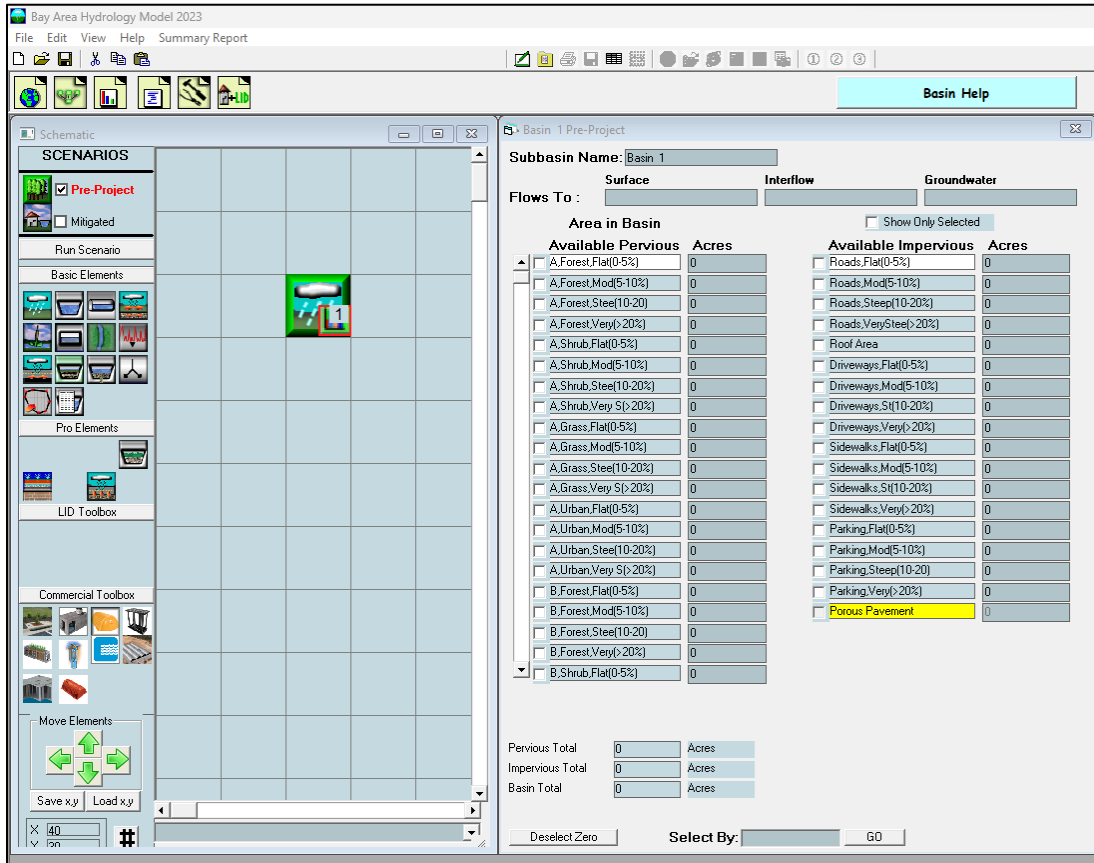 Bay Area Hydrology Model 2023
File Edit View Help Summary Report
Basin Help
Schematic
SCENARIOS
Pre-Project
Mitigated
Run Scenario
Basic Elements
Pro Elements
LID Toolbox
Commercial Toolbox
Move Elements
Save x,y Load x,y
X 40
Y 30
#
1
Basin 1 Pre-Project
Subbasin Name: Basin 1
Surface Interflow Groundwater
Flows To :
Area in Basin Show Only Selected
Available Pervious Acres Available Impervious Acres
A,Forest,Flat(0-5%) 0 Roads,Flat(0-5%) 0
A,Forest,Mod(5-10%) 0 Roads,Mod(5-10%) 0
A,Forest,Stee(10-20) 0 Roads,Steep(10-20%) 0
A,Forest,Very(>20%) 0 Roads,VeryStee(>20%) 0
A,Shrub,Flat(0-5%) 0 Roof Area 0
A,Shrub,Mod(5-10%) 0 Driveways,Flat(0-5%) 0
A,Shrub,Stee(10-20%) 0 Driveways,Mod(5-10%) 0
A,Shrub,Very S(>20%) 0 Driveways,St(10-20%) 0
A,Grass,Flat(0-5%) 0 Driveways,Very(>20%) 0
A,Grass,Mod(5-10%) 0 Sidewalks,Flat(0-5%) 0
A,Grass,Stee(10-20%) 0 Sidewalks,Mod(5-10%) 0
A,Grass,Very S(>20%) 0 Sidewalks,St(10-20%) 0
A,Urban,Flat(0-5%) 0 Sidewalks,Very(>20%) 0
A,Urban,Mod(5-10%) 0 Parking,Flat(0-5%) 0
A,Urban,Stee(10-20%) 0 Parking,Mod(5-10%) 0
A,Urban,Very S(>20%) 0 Parking,Steep(10-20) 0
B,Forest,Flat(0-5%) 0 Parking,Very(>20%) 0
B,Forest,Mod(5-10%) 0 Porous Pavement 0
B,Forest,Stee(10-20) 0
B,Forest,Very(>20%) 0
B,Shrub,Flat(0-5%) 0
Pervious Total 0 Acres
Impervious Total 0 Acres
Basin Total 0 Acres
Deselect Zero Select By: GO